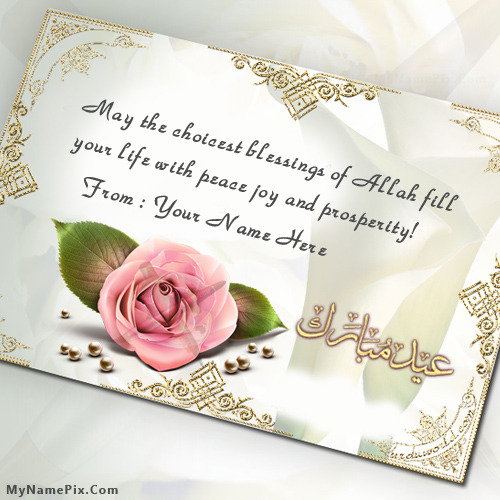 May the choicest blessings of Allah fill
your life with peace joy and prosperity!
From : Your Name Here
عيد مبارك
MyNamePix.Com